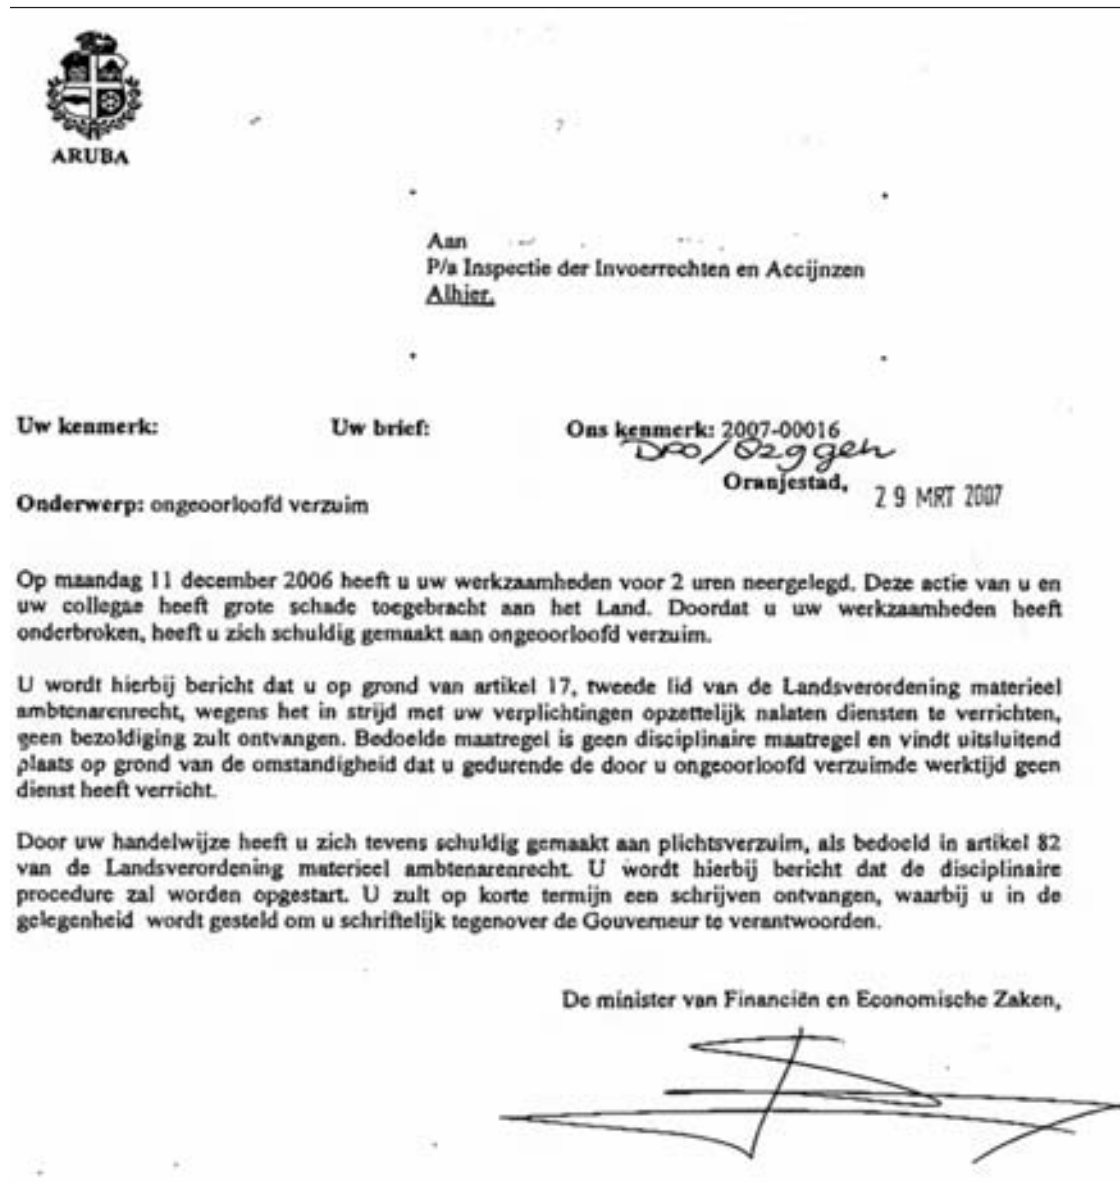 ARUBA
Aan
P/a Inspectie der Invoerrechten en Accijnzen
Alhier.
Uw kenmerk: Uw brief: Ons kenmerk: 2007-00016
DPO/
Oranjestad, 29 MRT 2007
Onderwerp: ongeoorloofd verzuim
Op maandag 11 december 2006 heeft u uw werkzaamheden voor 2 uren neergelegd. Deze actie van u en
uw collegae heeft grote schade toegebracht aan het Land. Doordat u uw werkzaamheden heeft
onderbroken, heeft u zich schuldig gemaakt aan ongeoorloofd verzuim.
U wordt hierbij bericht dat u op grond van artikel 17, tweede lid van de Landsverordening materieel
ambtenarenrecht, wegens het in strijd met uw verplichtingen opzettelijk nalaten diensten te verrichten,
geen bezoldiging zult ontvangen. Bedoelde maatregel is geen disciplinaire maatregel en vindt uitsluitend
plaats op grond van de omstandigheid dat u gedurende de door u ongeoorloofd verzuimde werktijd geen
dienst heeft verricht.
Door uw handelwijze heeft u zich tevens schuldig gemaakt aan plichtsverzuim, als bedoeld in artikel 82
van de Landsverordening materieel ambtenarenrecht. U wordt hierbij bericht dat de disciplinaire
procedure zal worden opgestart. U zult op korte termijn een schrijven ontvangen, waarbij u in de
gelegenheid wordt gesteld om u schriftelijk tegenover de Gouverneur te verantwoorden.
De minister van Financiën en Economische Zaken,